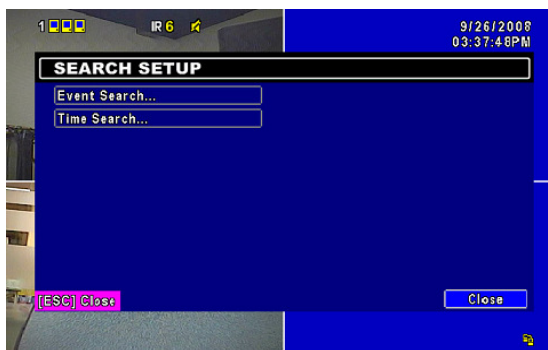 1 IR 6 9/26/2008
03:37:48PM
SEARCH SETUP
Event Search...
Time Search...
[ESC] Close Close